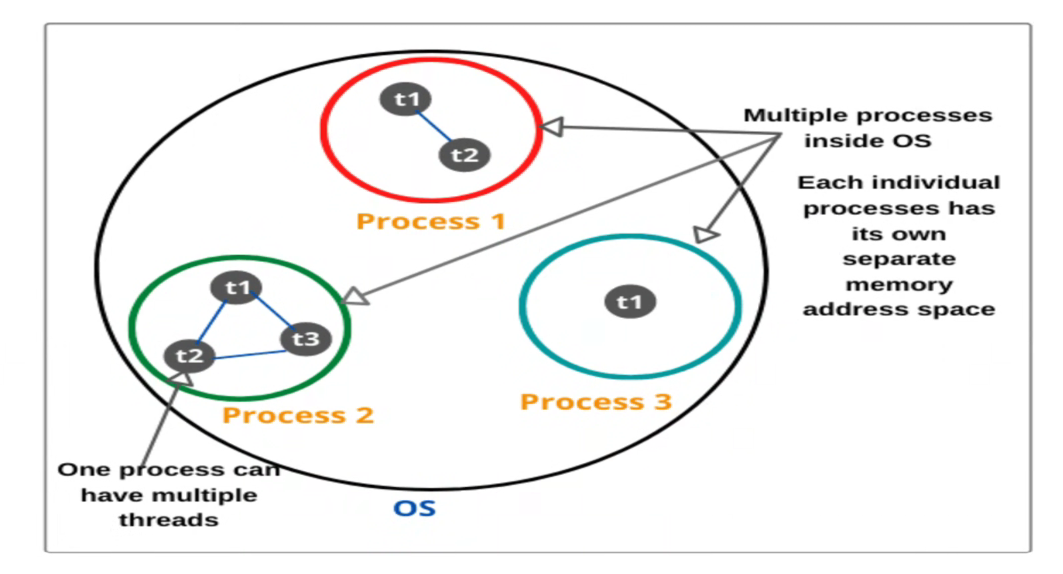 t1
t2
Process 1
Multiple processes
inside OS
Each individual
processes has
its own
separate
memory
address space
t1
t2
t3
Process 2
t1
Process 3
One process can
have multiple
threads
OS